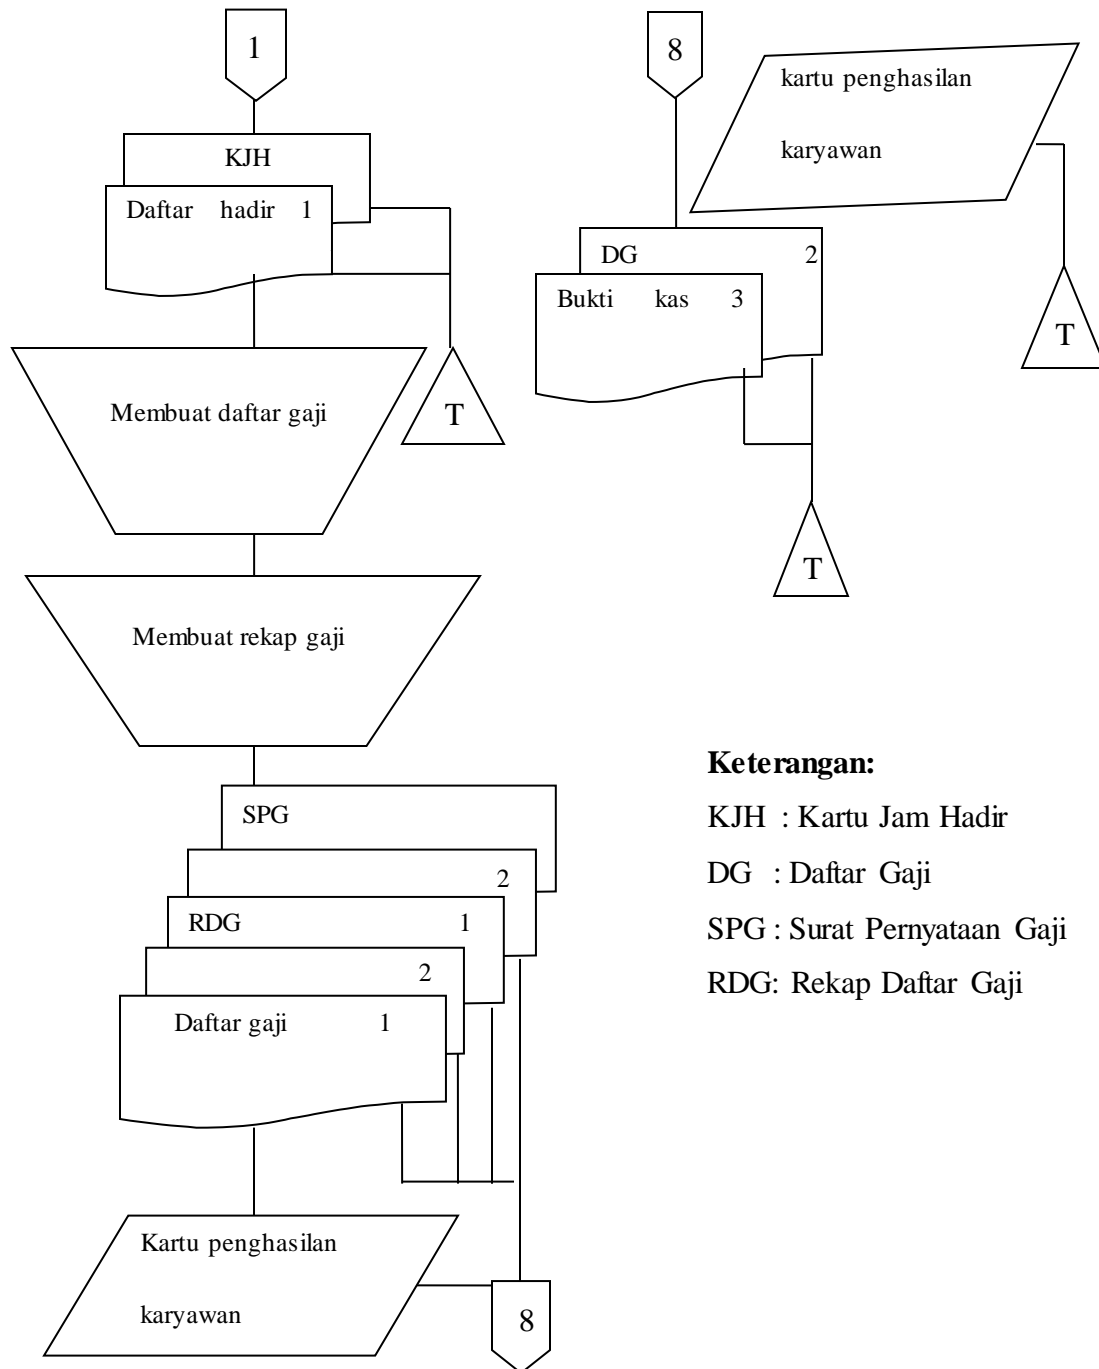 1
KJH
Daftar hadir 1
Membuat daftar gaji
T
Membuat rekap gaji
SPG
2
RDG 1
2
Daftar gaji 1
Kartu penghasilan
karyawan
8
8
kartu penghasilan
karyawan
T
DG 2
Bukti kas 3
T
Keterangan:
KJH : Kartu Jam Hadir
DG : Daftar Gaji
SPG : Surat Pernyataan Gaji
RDG: Rekap Daftar Gaji